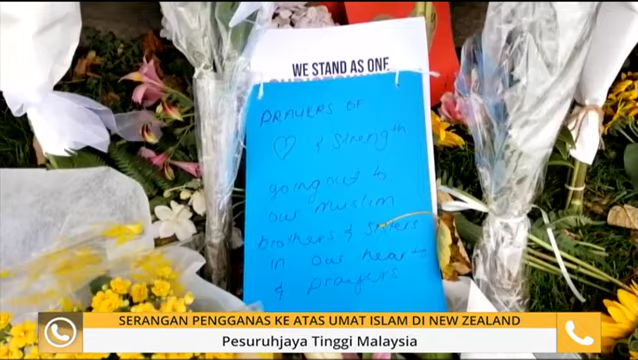 WE STAND AS ONE
PRAYERS OF
♡ & Strength
going out to
our muslim
brothers & sisters
in our hearts
& prayers
SERANGAN PENGGANAS KE ATAS UMAT ISLAM DI NEW ZEALAND
Pesuruhjaya Tinggi Malaysia